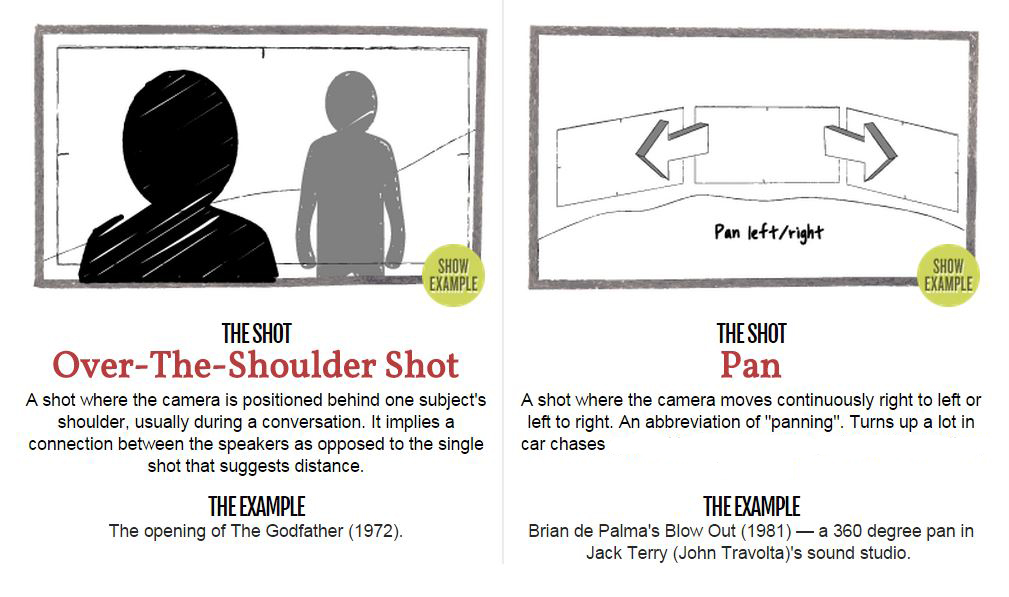 SHOW
EXAMPLE
THE SHOT
Over-The-Shoulder Shot
A shot where the camera is positioned behind one subject's
shoulder, usually during a conversation. It implies a
connection between the speakers as opposed to the single
shot that suggests distance.
THE EXAMPLE
The opening of The Godfather (1972).
Pan left/right
SHOW
EXAMPLE
THE SHOT
Pan
A shot where the camera moves continuously right to left or
left to right. An abbreviation of "panning". Turns up a lot in
car chases
THE EXAMPLE
Brian de Palma's Blow Out (1981) — a 360 degree pan in
Jack Terry (John Travolta)'s sound studio.